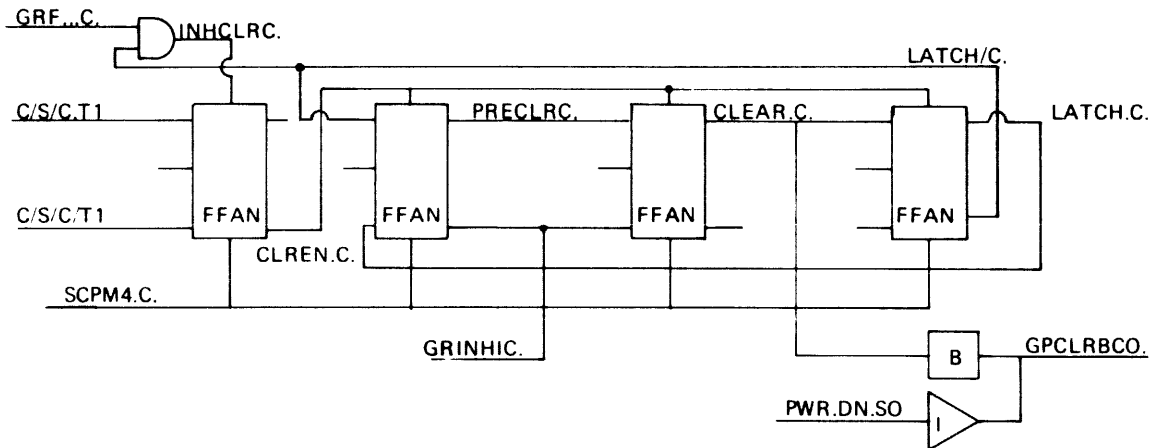 GRF...C.
INHCLRC.
LATCH/C.
C/S/C.T1
PRECLRC.
CLEAR.C.
LATCH.C.
C/S/C/T1
FFAN
FFAN
FFAN
FFAN
CLREN.C.
SCPM4.C.
GRINHIC.
B
GPCLRBCO.
PWR.DN.SO
I